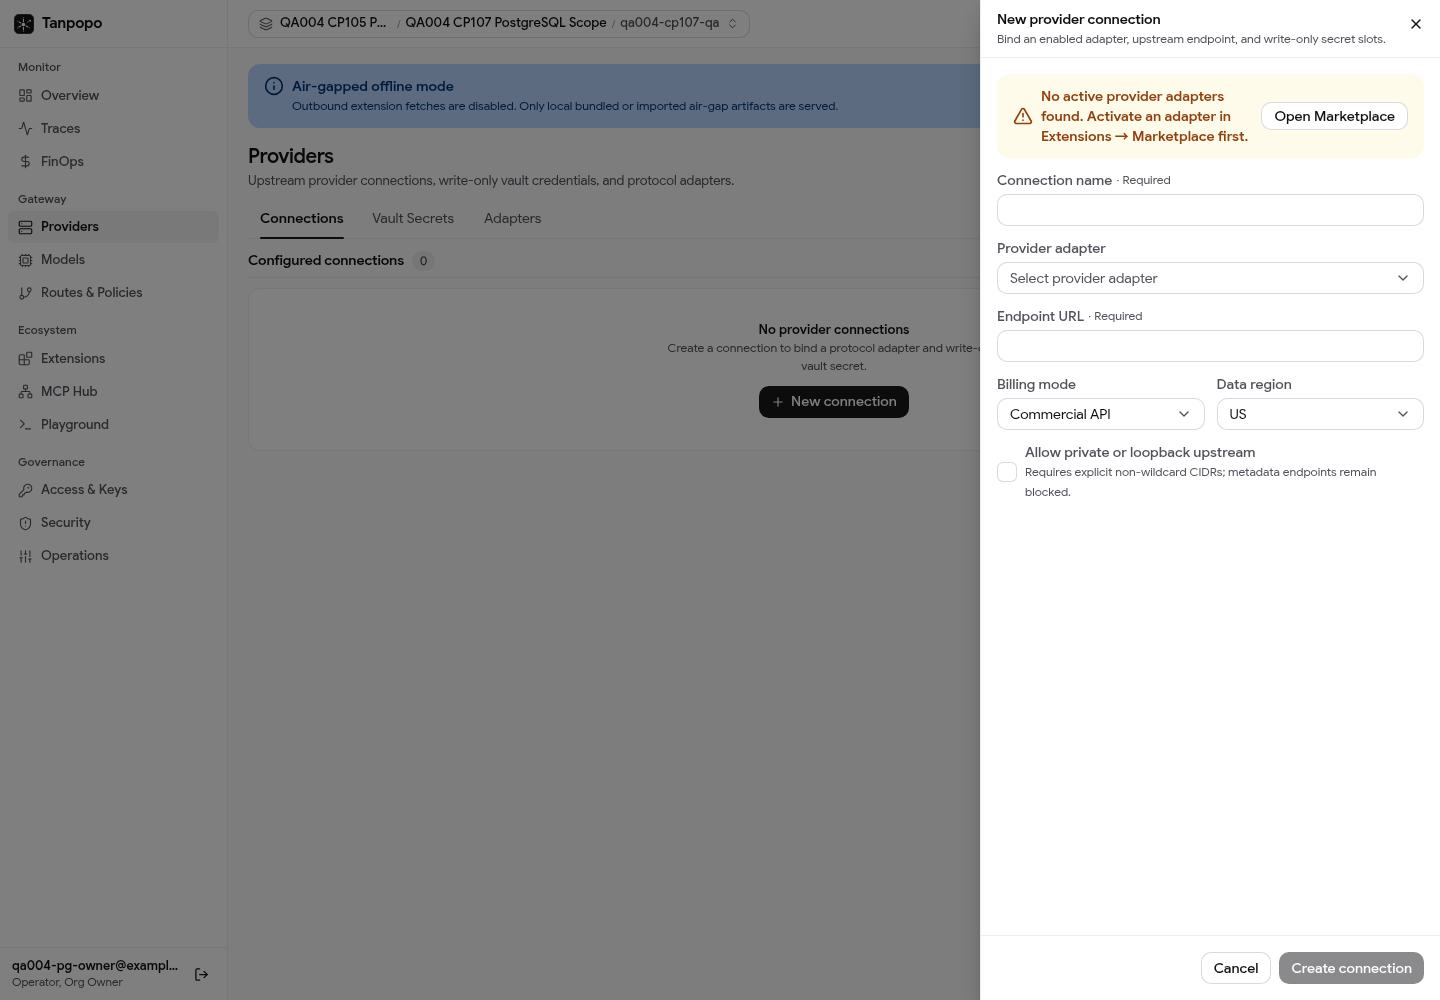 Tanpopo
Monitor
Overview
Traces
FinOps
Gateway
Providers
Models
Routes & Policies
Ecosystem
Extensions
MCP Hub
Playground
Governance
Access & Keys
Security
Operations
qa004-pg-owner@exampl...
Operator, Org Owner
QA004 CP105 P... / QA004 CP107 PostgreSQL Scope / qa004-cp107-qa
Air-gapped offline mode
Outbound extension fetches are disabled. Only local bundled or imported air-gap artifacts are served.
Providers
Upstream provider connections, write-only vault credentials, and protocol adapters.
Connections Vault Secrets Adapters
Configured connections 0
No provider connections
Create a connection to bind a protocol adapter and write-
vault secret.
+ New connection
New provider connection
Bind an enabled adapter, upstream endpoint, and write-only secret slots.
No active provider adapters
found. Activate an adapter in
Extensions → Marketplace first.
Open Marketplace
Connection name · Required
Provider adapter
Select provider adapter
Endpoint URL · Required
Billing mode Data region
Commercial API US
Allow private or loopback upstream
Requires explicit non-wildcard CIDRs; metadata endpoints remain
blocked.
Cancel Create connection